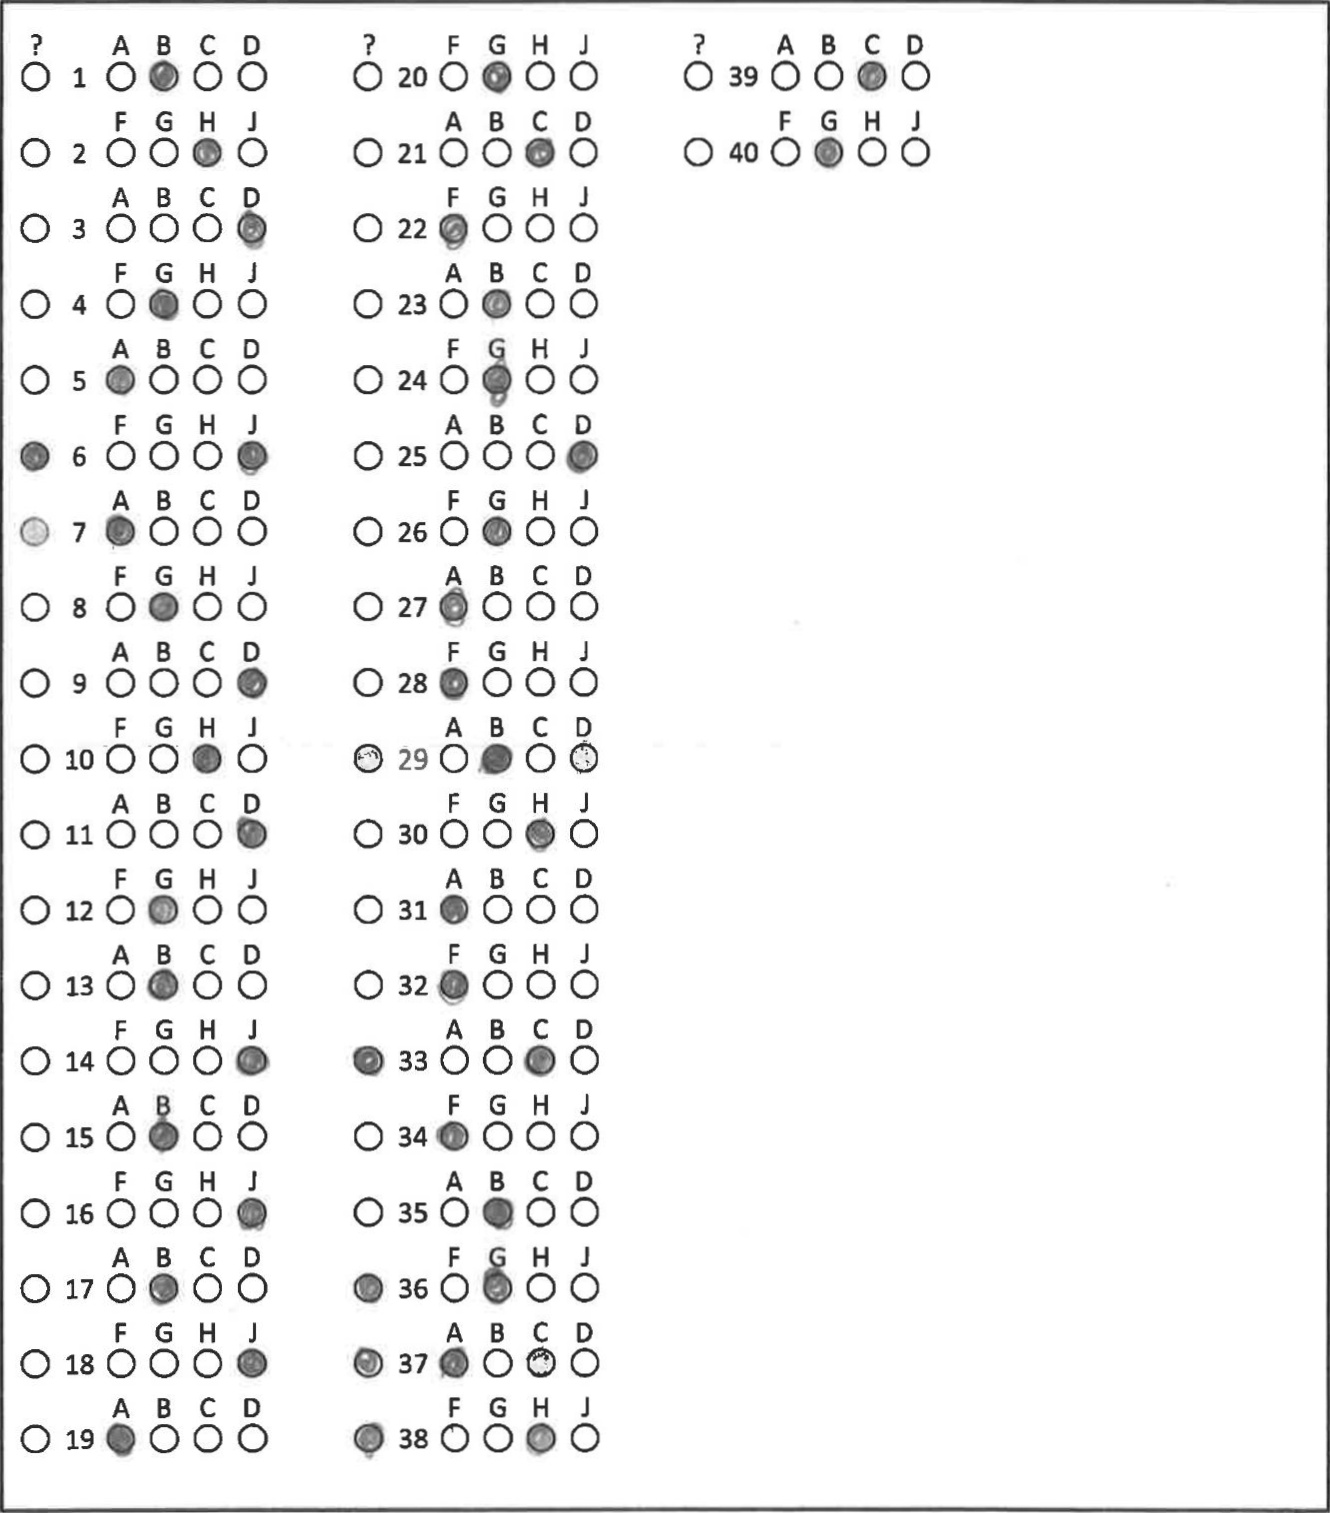 ? A B C D
1
F G H J
2
A B C D
3
F G H J
4
A B C D
5
F G H J
6
A B C D
7
F G H J
8
A B C D
9
F G H J
10
A B C D
11
F G H J
12
A B C D
13
F G H J
14
A B C D
15
F G H J
16
A B C D
17
F G H J
18
A B C D
19
? F G H J
20
A B C D
21
F G H J
22
A B C D
23
F G H J
24
A B C D
25
F G H J
26
A B C D
27
F G H J
28
A B C D
29
F G H J
30
A B C D
31
F G H J
32
A B C D
33
F G H J
34
A B C D
35
F G H J
36
A B C D
37
F G H J
38
? A B C D
39
F G H J
40